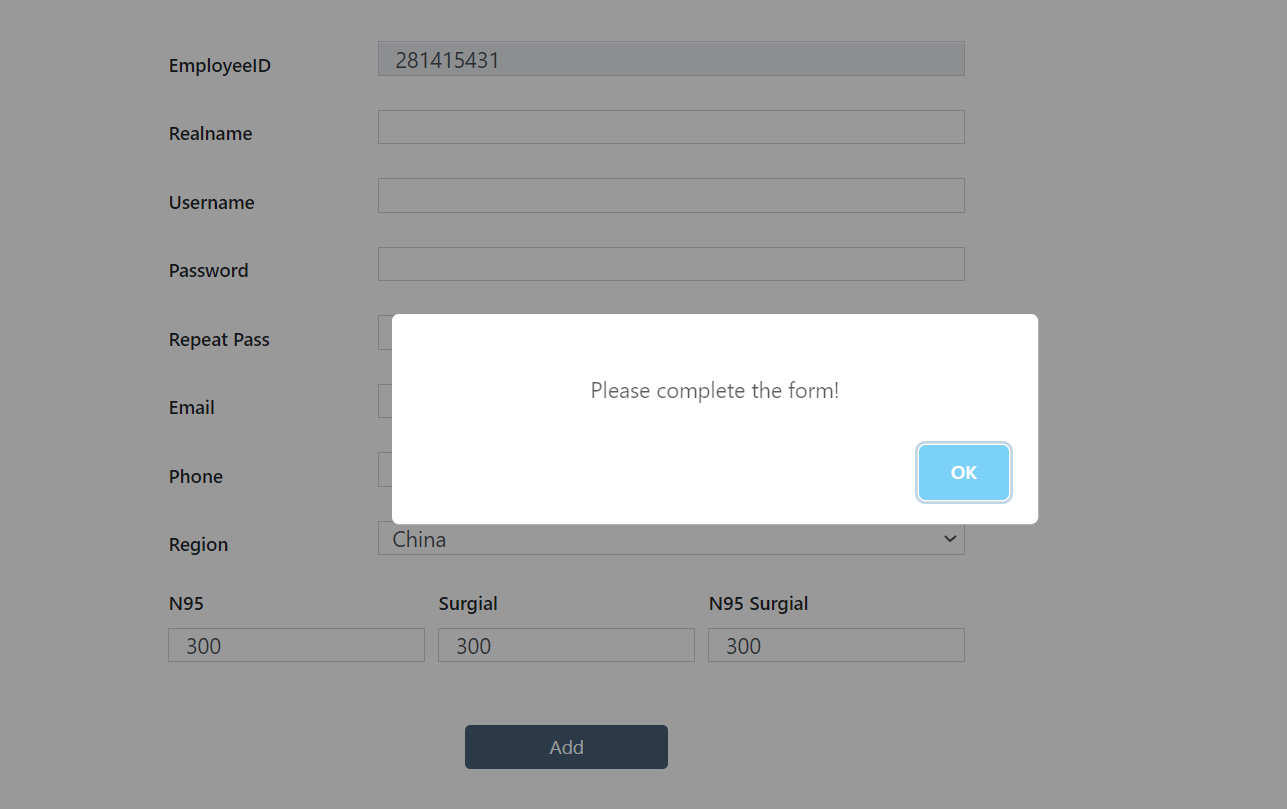 EmployeeID 281415431
Realname
Username
Password
Repeat Pass
Please complete the form!
Email
Phone
OK
Region China
N95 Surgial N95 Surgial
300 300 300
Add